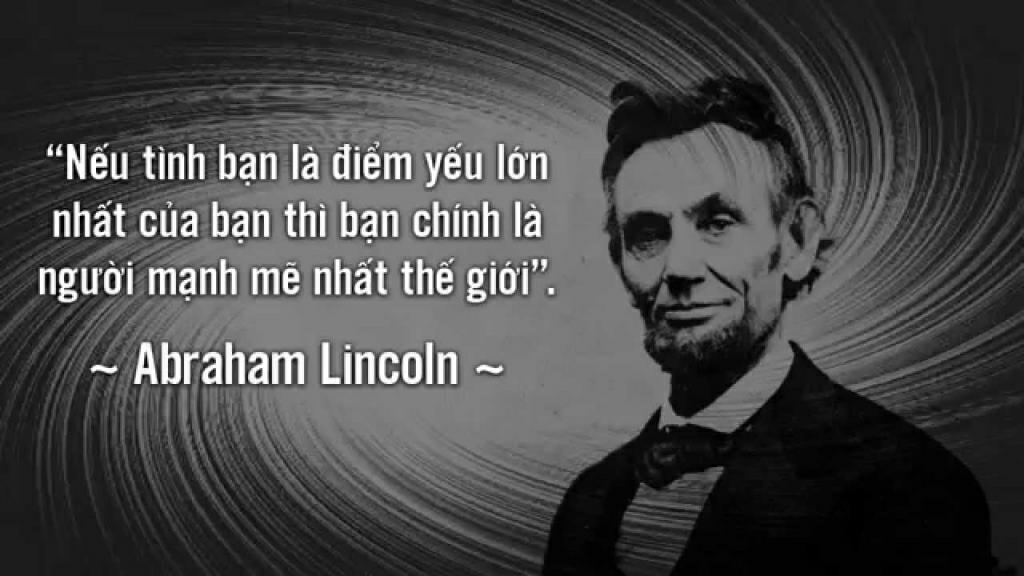 “Nếu tình bạn là điểm yếu lớn
nhất của bạn thì bạn chính là
người mạnh mẽ nhất thế giới”.
~ Abraham Lincoln ~